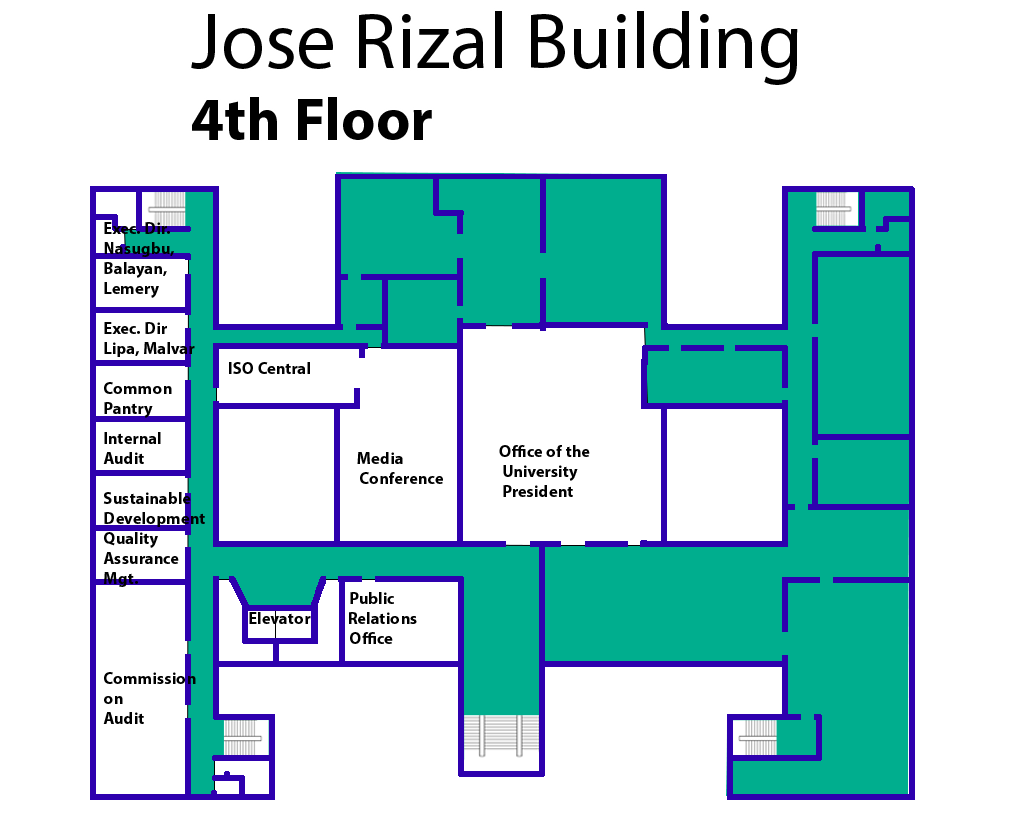 Jose Rizal Building
4th Floor
Exec. Dir.
Nasugbu,
Balayan,
Lemery
Exec. Dir
Lipa, Malvar
ISO Central
Common
Pantry
Internal
Audit
Media
Conference
Office of the
University
President
Sustainable
Development
Quality
Assurance
Mgt.
Elevator
Public
Relations
Office
Commission
on
Audit